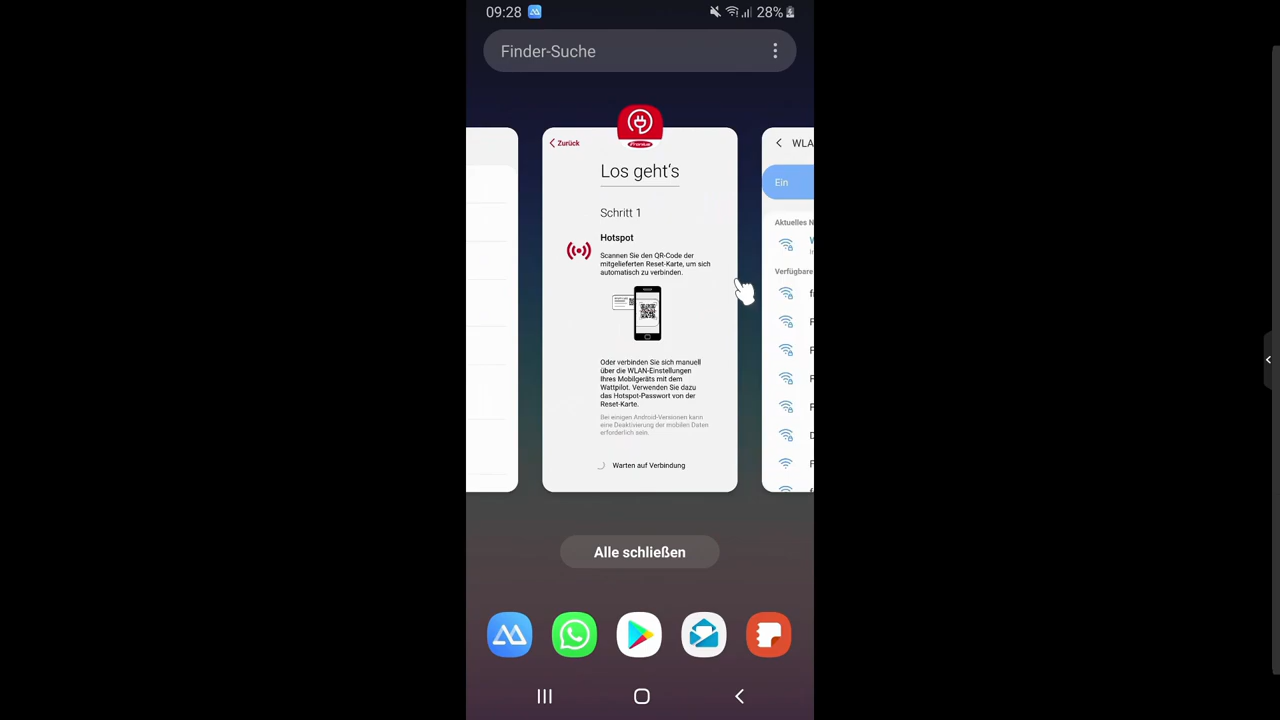 09:28
28%
Finder-Suche
Fronius
Zurück
Los geht's
Schritt 1
Hotspot
Scannen Sie den QR-Code der
mitgelieferten Reset-Karte, um sich
automatisch zu verbinden.
Oder verbinden Sie sich manuell
über die WLAN-Einstellungen
Ihres Mobilgeräts mit dem
Wattpilot. Verwenden Sie dazu
das Hotspot-Passwort von der
Reset-Karte.
Bei einigen Android-Versionen kann
eine Deaktivierung der mobilen Daten
erforderlich sein.
Warten auf Verbindung
WLA
Ein
Aktuelles N
Verfügbare
Alle schließen